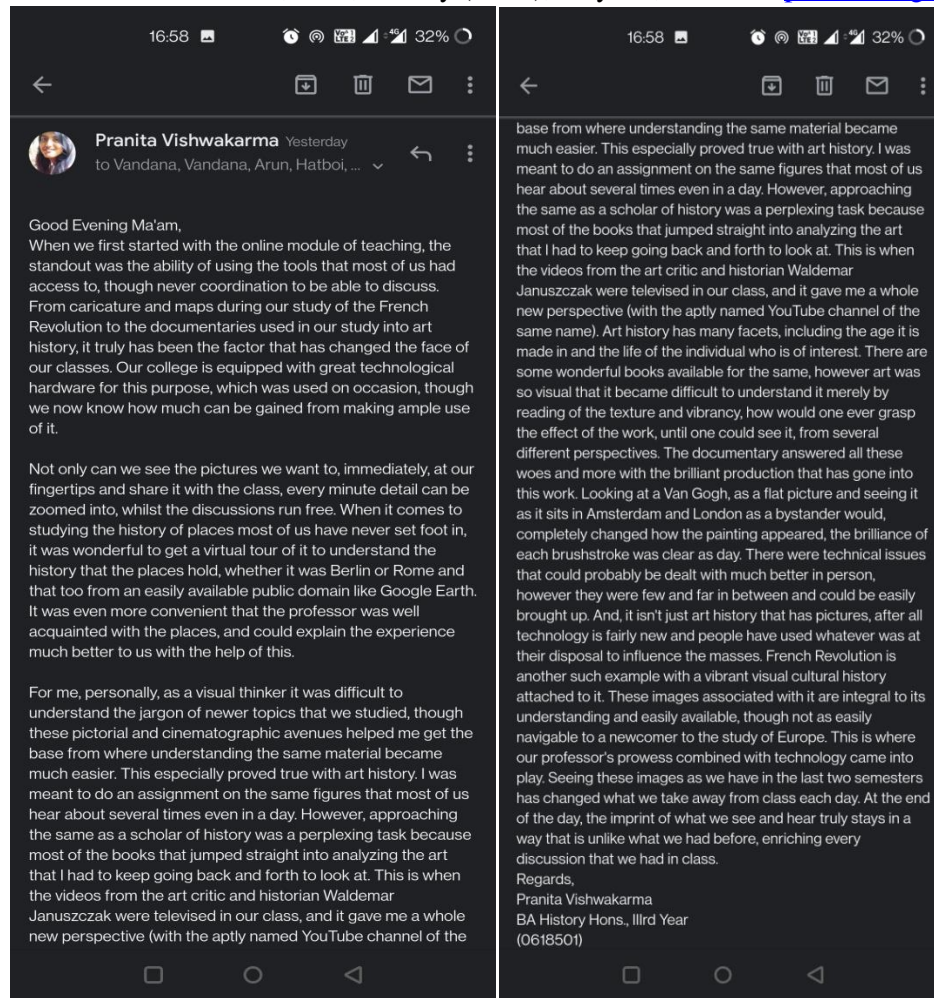 16:58
4G 32%
Pranita Vishwakarma Yesterday
to Vandana, Vandana, Arun, Hatboi, ...
Good Evening Ma'am,
When we first started with the online module of teaching, the
standout was the ability of using the tools that most of us had
access to, though never coordination to be able to discuss.
From caricature and maps during our study of the French
Revolution to the documentaries used in our study into art
history, it truly has been the factor that has changed the face of
our classes. Our college is equipped with great technological
hardware for this purpose, which was used on occasion, though
we now know how much can be gained from making ample use
of it.
Not only can we see the pictures we want to, immediately, at our
fingertips and share it with the class, every minute detail can be
zoomed into, whilst the discussions run free. When it comes to
studying the history of places most of us have never set foot in,
it was wonderful to get a virtual tour of it to understand the
history that the places hold, whether it was Berlin or Rome and
that too from an easily available public domain like Google Earth.
It was even more convenient that the professor was well
acquainted with the places, and could explain the experience
much better to us with the help of this.
For me, personally, as a visual thinker it was difficult to
understand the jargon of newer topics that we studied, though
these pictorial and cinematographic avenues helped me get the
base from where understanding the same material became
much easier. This especially proved true with art history. I was
meant to do an assignment on the same figures that most of us
hear about several times even in a day. However, approaching
the same as a scholar of history was a perplexing task because
most of the books that jumped straight into analyzing the art
that I had to keep going back and forth to look at. This is when
the videos from the art critic and historian Waldemar
Januszczak were televised in our class, and it gave me a whole
new perspective (with the aptly named YouTube channel of the
16:58
4G 32%
base from where understanding the same material became
much easier. This especially proved true with art history. I was
meant to do an assignment on the same figures that most of us
hear about several times even in a day. However, approaching
the same as a scholar of history was a perplexing task because
most of the books that jumped straight into analyzing the art
that I had to keep going back and forth to look at. This is when
the videos from the art critic and historian Waldemar
Januszczak were televised in our class, and it gave me a whole
new perspective (with the aptly named YouTube channel of the
same name). Art history has many facets, including the age it is
made in and the life of the individual who is of interest. There are
some wonderful books available for the same, however art was
so visual that it became difficult to understand it merely by
reading of the texture and vibrancy, how would one ever grasp
the effect of the work, until one could see it, from several
different perspectives. The documentary answered all these
woes and more with the brilliant production that has gone into
this work. Looking at a Van Gogh, as a flat picture and seeing it
as it sits in Amsterdam and London as a bystander would,
completely changed how the painting appeared, the brilliance of
each brushstroke was clear as day. There were technical issues
that could probably be dealt with much better in person,
however they were few and far in between and could be easily
brought up. And, it isn't just art history that has pictures, after all
technology is fairly new and people have used whatever was at
their disposal to influence the masses. French Revolution is
another such example with a vibrant visual cultural history
attached to it. These images associated with it are integral to its
understanding and easily available, though not as easily
navigable to a newcomer to the study of Europe. This is where
our professor's prowess combined with technology came into
play. Seeing these images as we have in the last two semesters
has changed what we take away from class each day. At the end
of the day, the imprint of what we see and hear truly stays in a
way that is unlike what we had before, enriching every
discussion that we had in class.
Regards,
Pranita Vishwakarma
BA History Hons., IIIrd Year
(0618501)